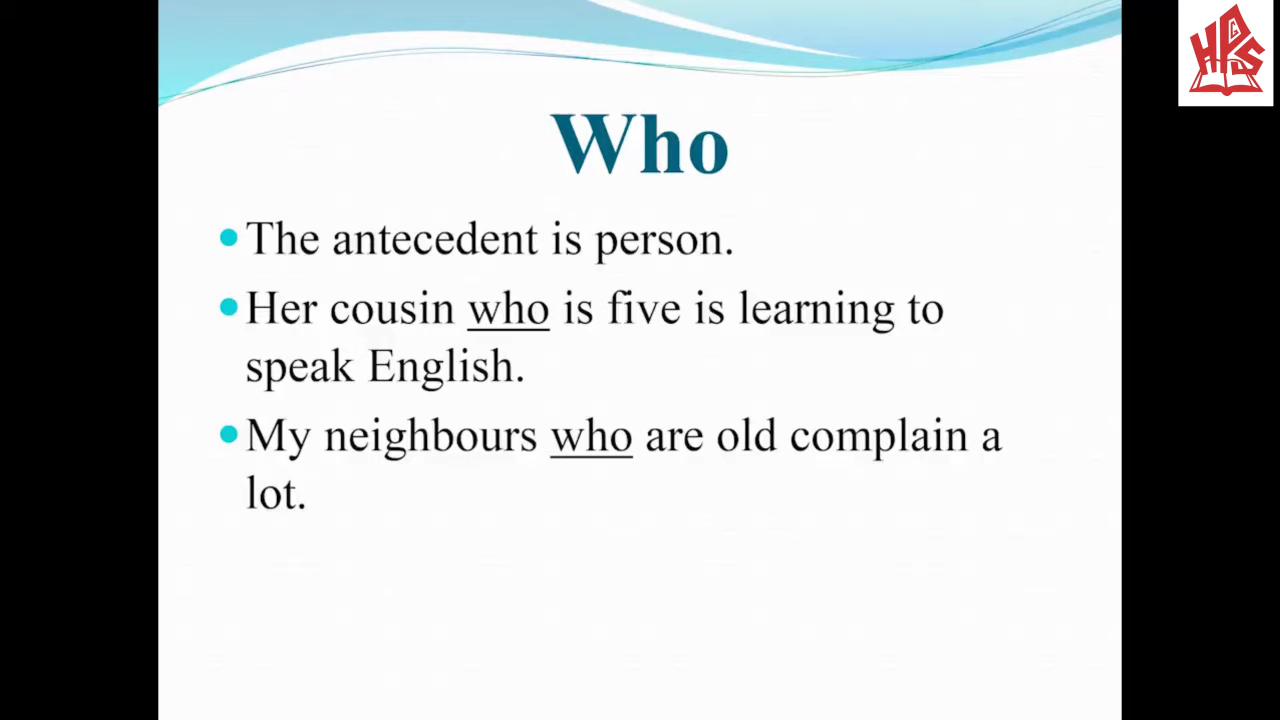 Who
The antecedent is person.
Her cousin who is five is learning to
speak English.
My neighbours who are old complain a
lot.